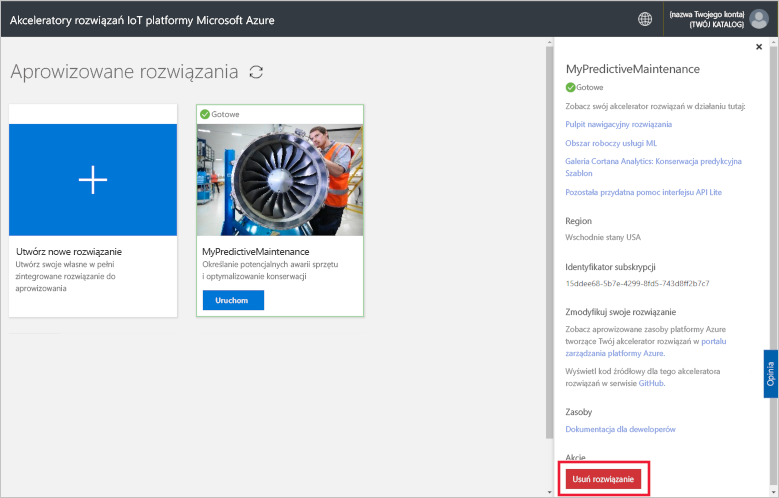 Akceleratory rozwiązań IoT platformy Microsoft Azure
(nazwa Twojego konta)
(TWÓJ KATALOG)
Aprowizowane rozwiązania
Utwórz nowe rozwiązanie
Utwórz swoje własne w pełni
zintegrowane rozwiązanie do
aprowizowania
Gotowe
MyPredictiveMaintenance
Określanie potencjalnych awarii sprzętu
i optymalizowanie konserwacji
Uruchom
MyPredictiveMaintenance
Gotowe
Zobacz swój akcelerator rozwiązań w działaniu tutaj:
Pulpit nawigacyjny rozwiązania
Obszar roboczy usługi ML
Galeria Cortana Analytics: Konserwacja predykcyjna
Szablon
Pozostała przydatna pomoc interfejsu API Lite
Region
Wschodnie stany USA
Identyfikator subskrypcji
15ddee68-5b7e-4299-8fd5-743d8ff2b7c7
Zmodyfikuj swoje rozwiązanie
Zobacz aprowizowane zasoby platformy Azure
tworzące Twój akcelerator rozwiązań w portalu
zarządzania platformy Azure.
Wyświetl kod źródłowy dla tego akceleratora
rozwiązań w serwisie GitHub.
Zasoby
Dokumentacja dla deweloperów
Akcje
Usuń rozwiązanie
Opinia